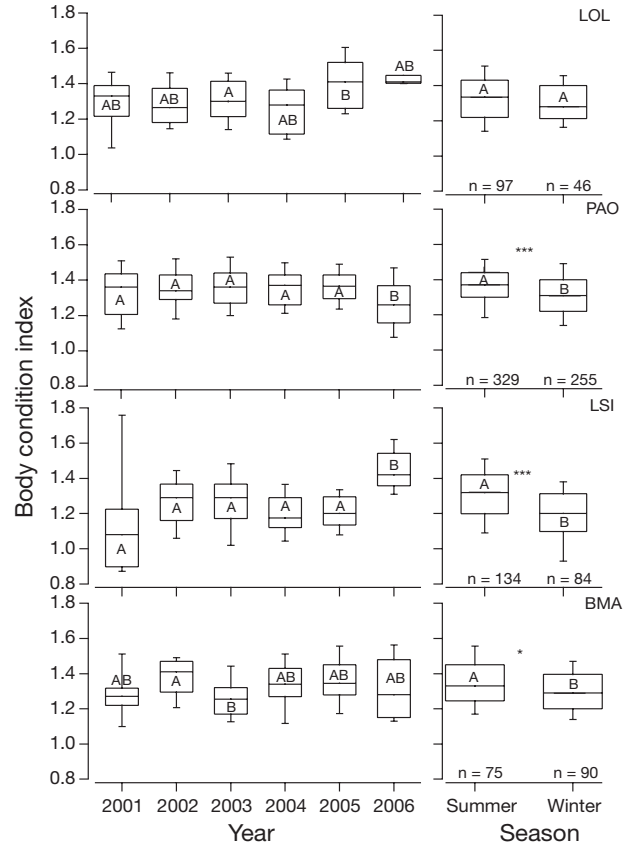 LOL
1.8
1.6
1.4
1.2
1.0
0.8
AB AB A AB B AB
A A
n = 97 n = 46
PAO
1.8
1.6
1.4
1.2
1.0
0.8
A A A A A B
A *** B
n = 329 n = 255
LSI
1.8
1.6
1.4
1.2
1.0
0.8
A A A A A B
A *** B
n = 134 n = 84
BMA
1.8
1.6
1.4
1.2
1.0
0.8
AB A B AB AB AB
A * B
n = 75 n = 90
2001 2002 2003 2004 2005 2006
Summer Winter
Year
Season
Body condition index